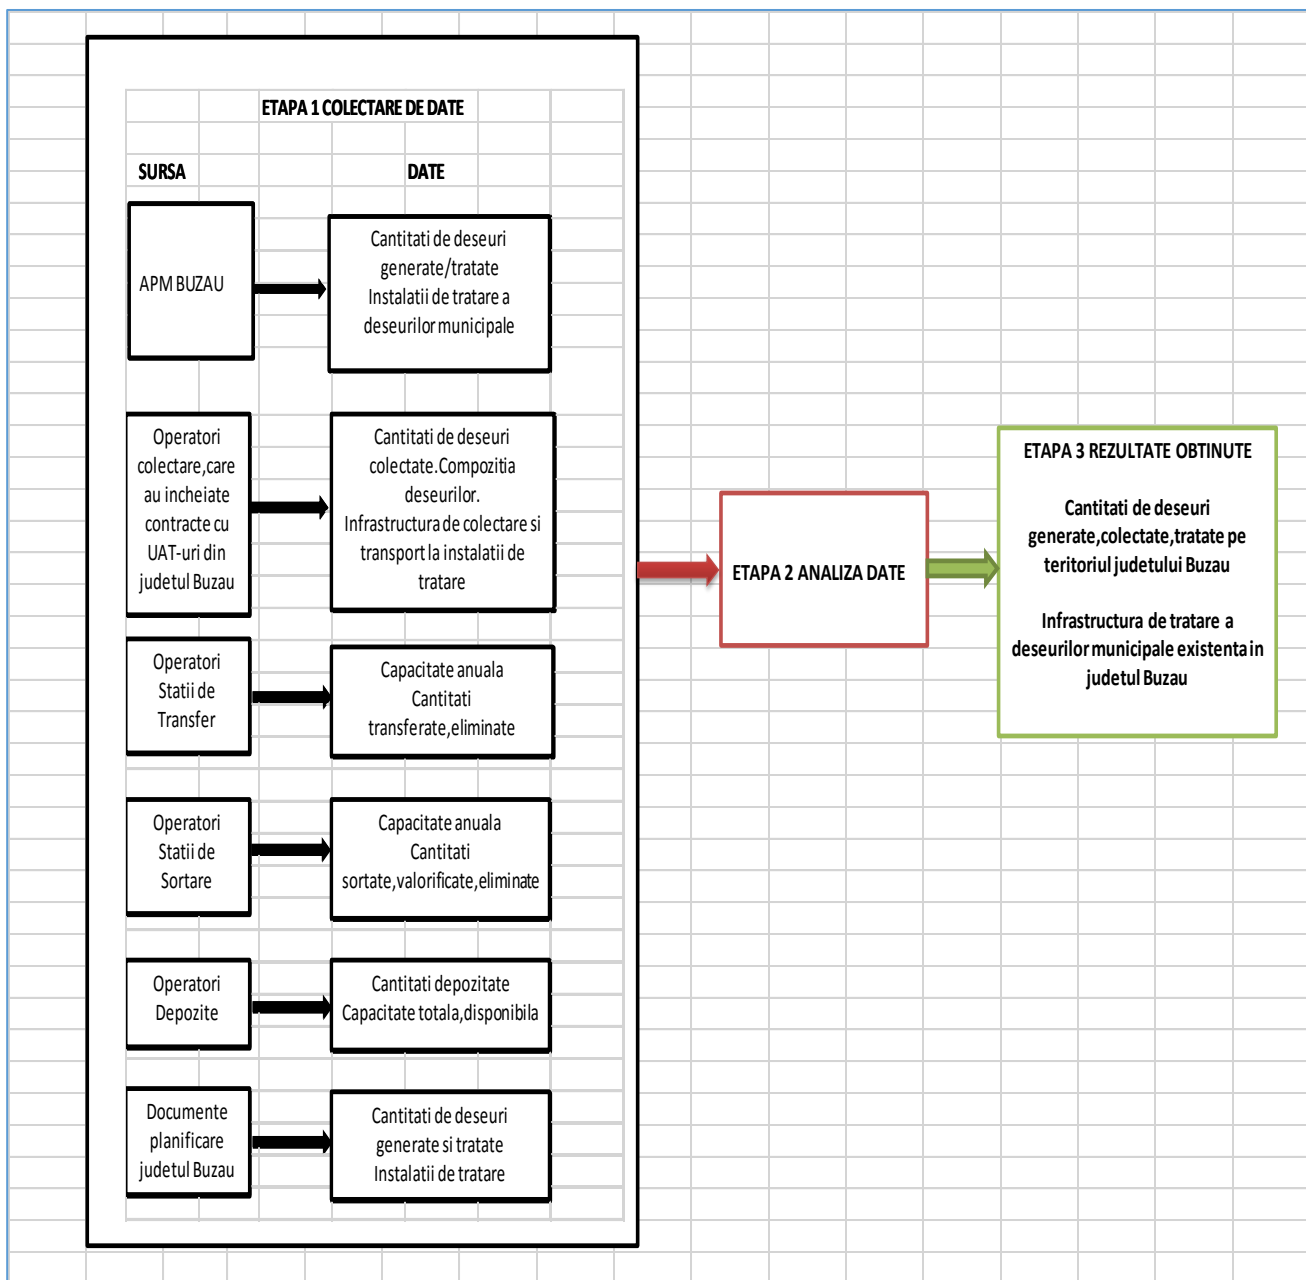 ETAPA 1 COLECTARE DE DATE
SURSA
DATE
APM BUZAU
Cantitati de deseuri
generate/tratate
Instalatii de tratare a
deseurilor municipale
Operatori
colectare,care
au incheiate
contracte cu
UAT-uri din
judetul Buzau
Cantitati de deseuri
colectate.Compozitia
deseurilor.
Infrastructura de colectare si
transport la instalatii de
tratare
Operatori
Statii de
Transfer
Capacitate anuala
Cantitati
transferate,eliminate
Operatori
Statii de
Sortare
Capacitate anuala
Cantitati
sortate,valorificate,eliminate
Operatori
Depozite
Cantitati depozitate
Capacitate totala,disponibila
Documente
planificare
judetul Buzau
Cantitati de deseuri
generate si tratate
Instalatii de tratare
ETAPA 2 ANALIZA DATE
ETAPA 3 REZULTATE OBTINUTE
Cantitati de deseuri
generate,colectate,tratate pe
teritoriul judetului Buzau
Infrastructura de tratare a
deseurilor municipale existenta in
judetul Buzau